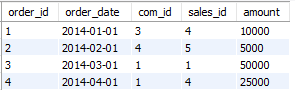 order_id order_date com_id sales_id amount
1 2014-01-01 3 4 10000
2 2014-02-01 4 5 5000
3 2014-03-01 1 1 50000
4 2014-04-01 1 4 25000